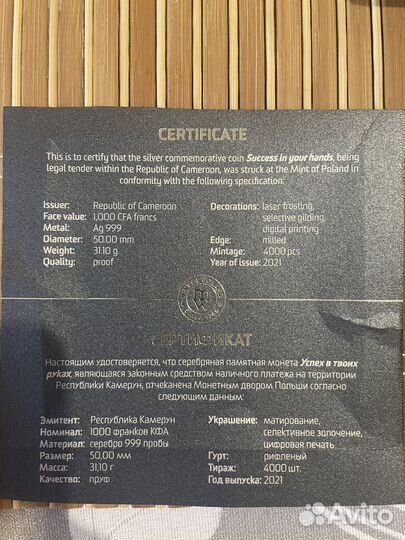 CERTIFICATE
This is to certify that the silver commemorative coin Success in your hands, being
legal tender within the Republic of Cameroon, was struck at the Mint of Poland in
conformity with the following specification:
Issuer: Republic of Cameroon
Face value: 1,000 CFA francs
Metal: Ag 999
Diameter: 50.00 mm
Weight: 31.10 g
Quality: proof
Decorations: laser frosting,
selective gilding,
digital printing
Edge: milled
Mintage: 4000 pcs
Year of issue: 2021
СЕРТИФИКАТ
Настоящим удостоверяется, что серебряная памятная монета Успех в твоих
руках, являющаяся законным средством наличного платежа на территории
Республики Камерун, отчеканена Монетным двором Польши согласно
следующим данным:
Эмитент: Республика Камерун
Номинал: 1000 франков КФА
Материал: серебро 999 пробы
Размер: 50,00 мм
Масса: 31,10 г
Качество: пруф
Украшение: матирование,
селективное золочение,
цифровая печать
Гурт: рифленый
Тираж: 4000 шт.
Год выпуска: 2021
Avito